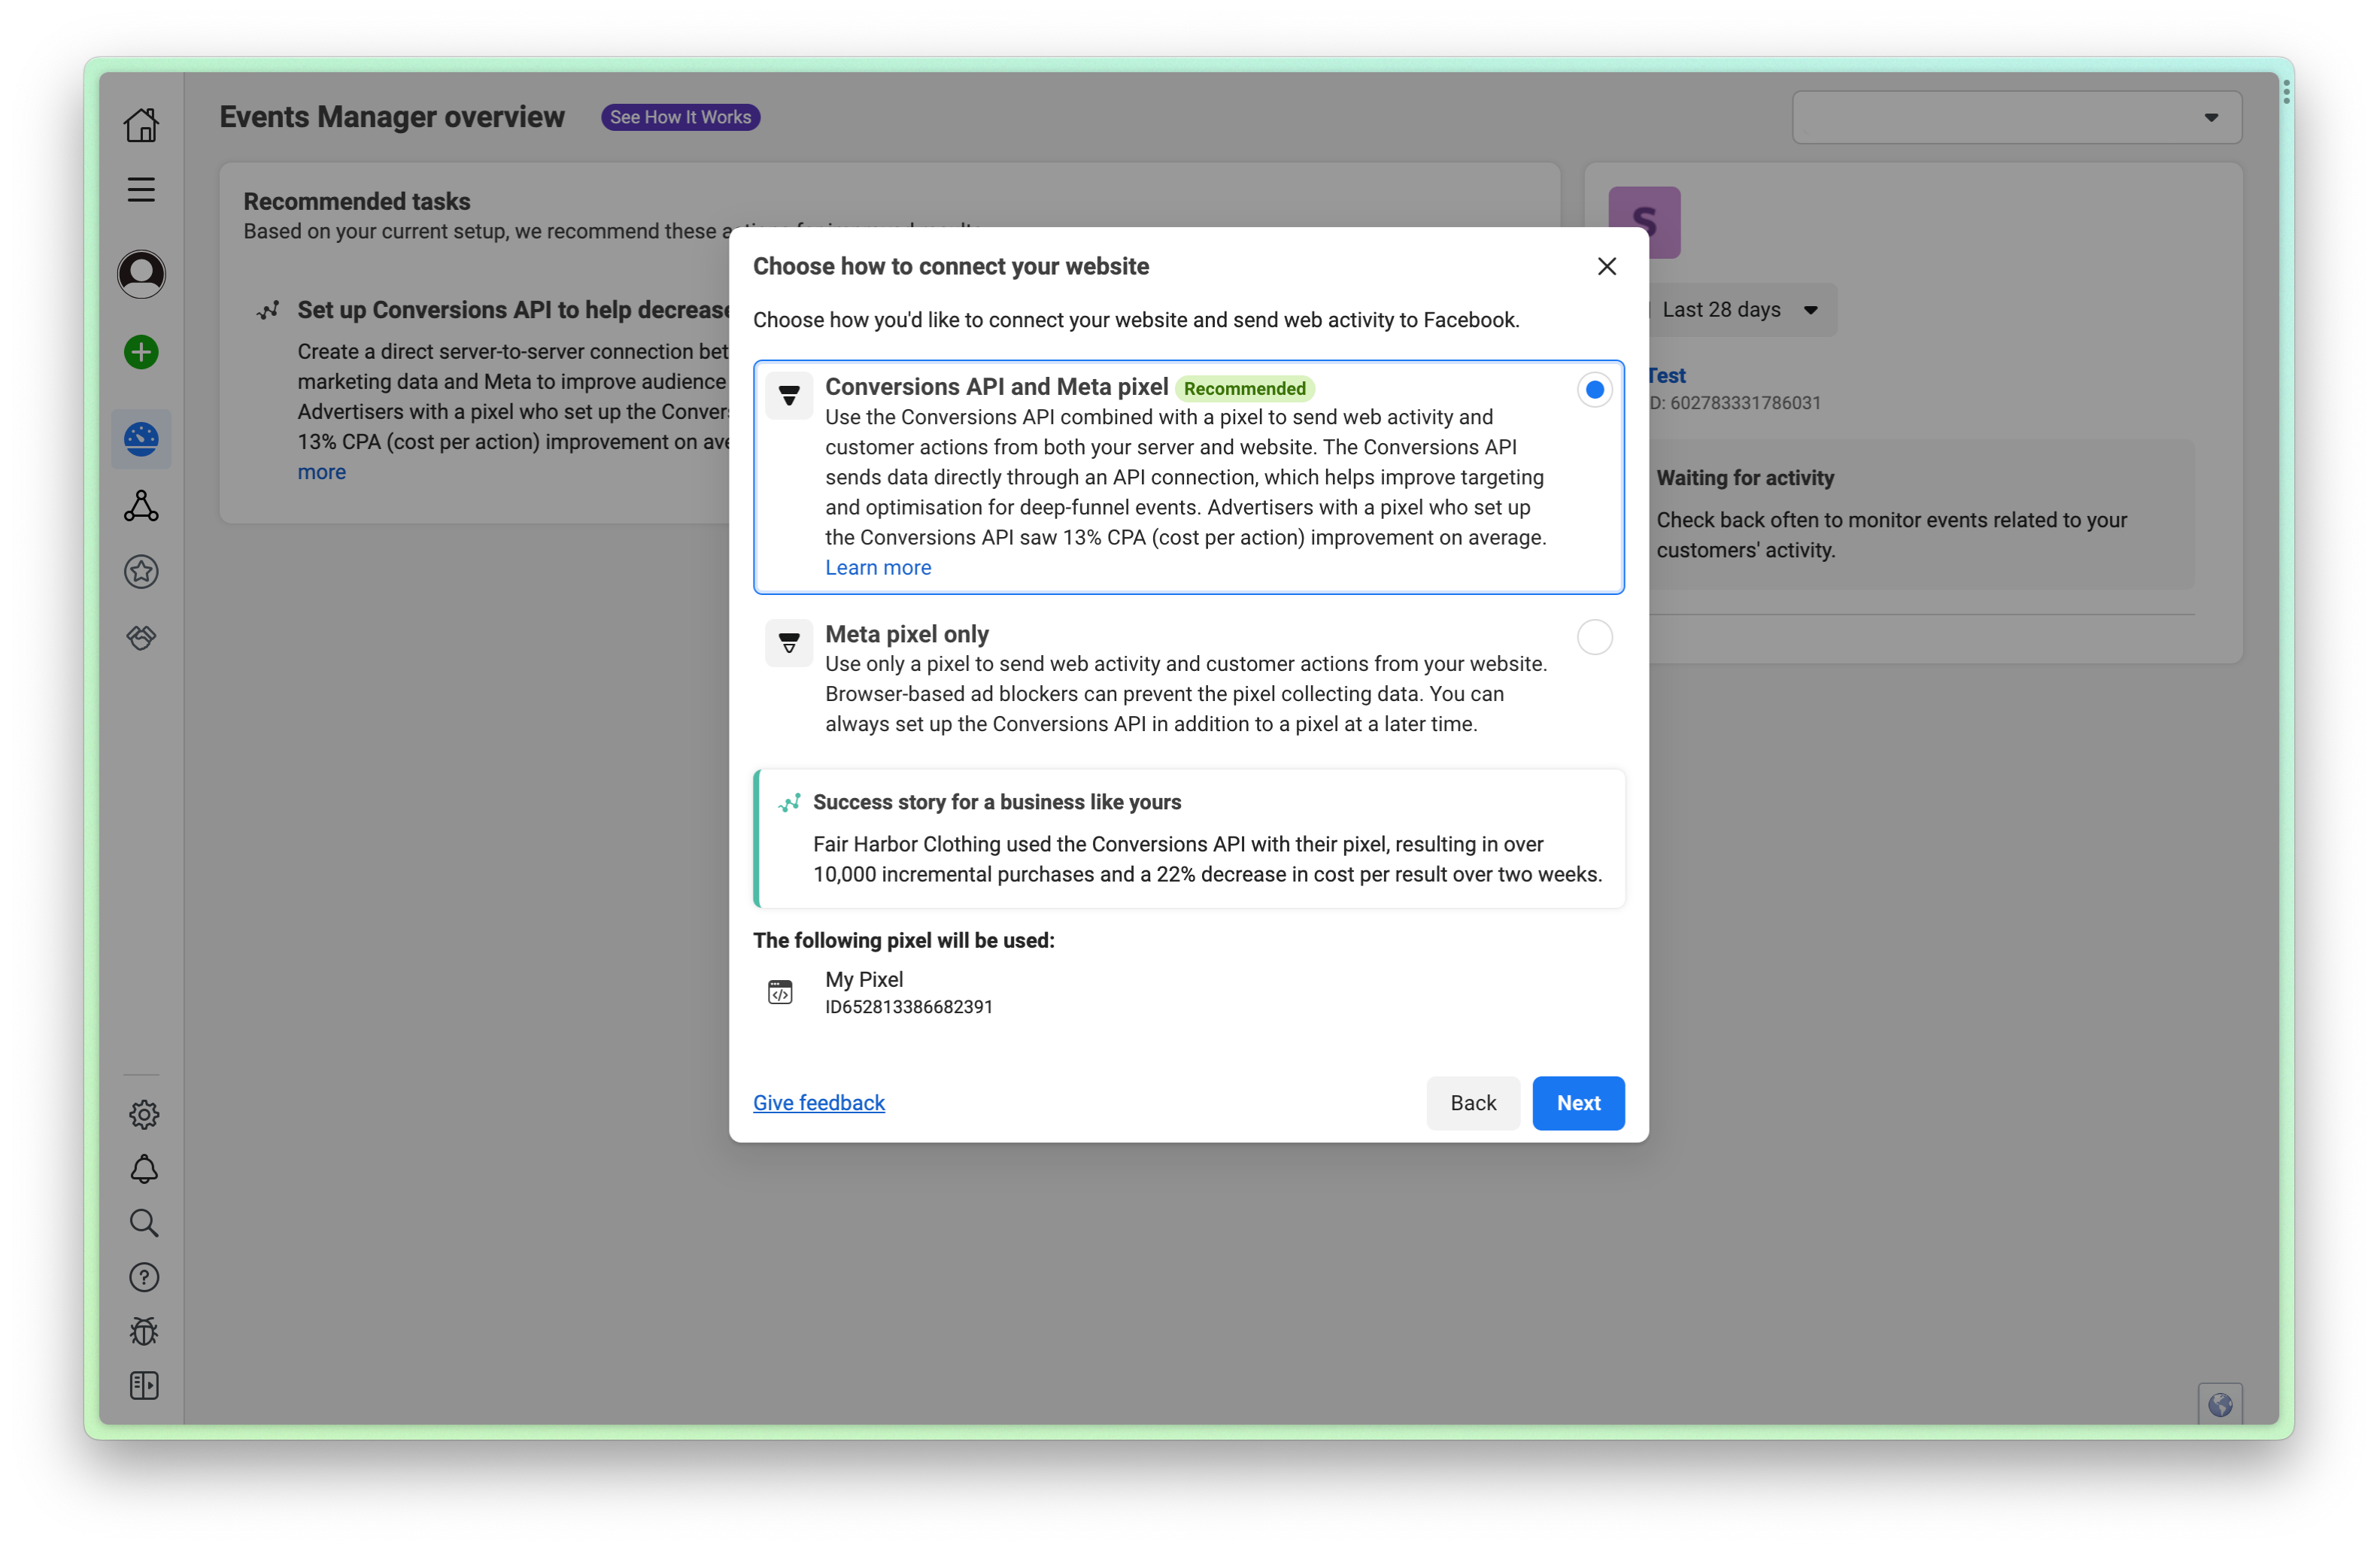 Events Manager overview
See How It Works
Recommended tasks
Based on your current setup, we recommend these
S
Set up Conversions API to help decrease
Create a direct server-to-server connection bet
marketing data and Meta to improve audience
Advertisers with a pixel who set up the Conver
13% CPA (cost per action) improvement on ave
more
Last 28 days
Test
D: 602783331786031
Waiting for activity
Check back often to monitor events related to your
customers' activity.
Choose how to connect your website
Choose how you'd like to connect your website and send web activity to Facebook.
Conversions API and Meta pixel Recommended
Use the Conversions API combined with a pixel to send web activity and
customer actions from both your server and website. The Conversions API
sends data directly through an API connection, which helps improve targeting
and optimisation for deep-funnel events. Advertisers with a pixel who set up
the Conversions API saw 13% CPA (cost per action) improvement on average.
Learn more
Meta pixel only
Use only a pixel to send web activity and customer actions from your website.
Browser-based ad blockers can prevent the pixel collecting data. You can
always set up the Conversions API in addition to a pixel at a later time.
Success story for a business like yours
Fair Harbor Clothing used the Conversions API with their pixel, resulting in over
10,000 incremental purchases and a 22% decrease in cost per result over two weeks.
The following pixel will be used:
My Pixel
ID652813386682391
Give feedback
Back
Next